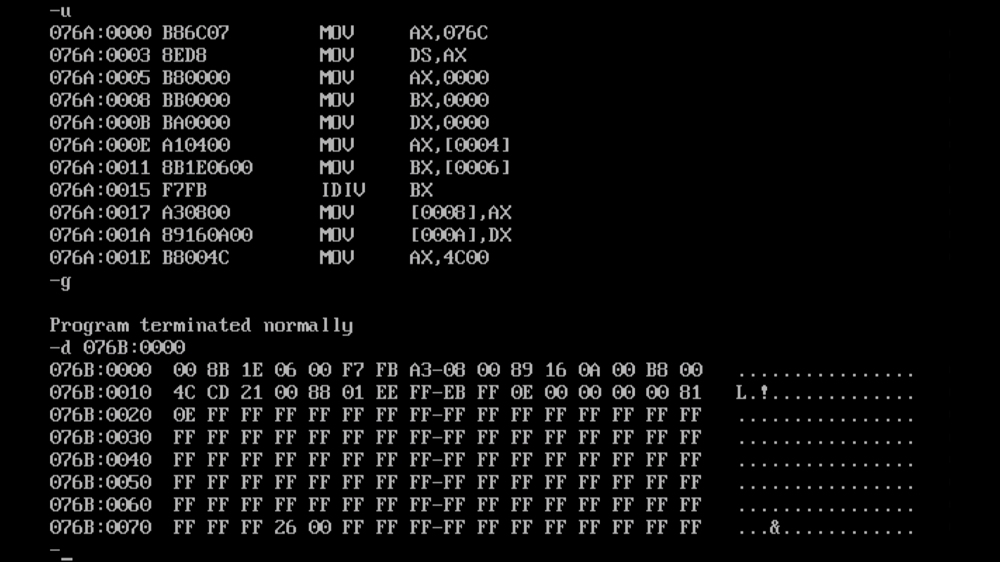 -u
076A:0000 B86C07        MOV     AX,076C
076A:0003 8ED8          MOV     DS,AX
076A:0005 B80000        MOV     AX,0000
076A:0008 BB0000        MOV     BX,0000
076A:000B BA0000        MOV     DX,0000
076A:000E A10400        MOV     AX,[0004]
076A:0011 8B1E0600      MOV     BX,[0006]
076A:0015 F7FB          IDIV    BX
076A:0017 A30800        MOV     [0008],AX
076A:001A 89160A00      MOV     [000A],DX
076A:001E B8004C        MOV     AX,4C00
-g
Program terminated normally
-d 076B:0000
076B:0000  00 8B 1E 06 00 F7 FB A3-08 00 89 16 0A 00 B8 00   ................
076B:0010  4C CD 21 00 88 01 EE FF-EB FF 0E 00 00 00 00 81   L.!.............
076B:0020  0E FF FF FF FF FF FF FF-FF FF FF FF FF FF FF FF   ................
076B:0030  FF FF FF FF FF FF FF FF-FF FF FF FF FF FF FF FF   ................
076B:0040  FF FF FF FF FF FF FF FF-FF FF FF FF FF FF FF FF   ................
076B:0050  FF FF FF FF FF FF FF FF-FF FF FF FF FF FF FF FF   ................
076B:0060  FF FF FF FF FF FF FF FF-FF FF FF FF FF FF FF FF   ................
076B:0070  FF FF FF 26 00 FF FF FF-FF FF FF FF FF FF FF FF   ...&............
-_